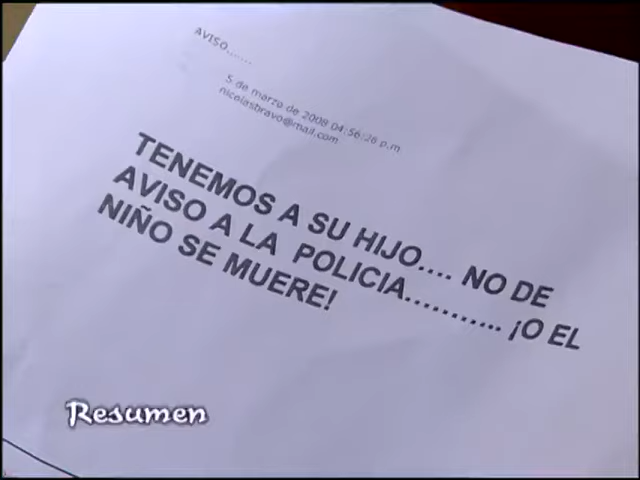 AVISO.......
5 de marzo de 2008 04:56:26 p.m
nicolasbravo@mail.com
TENEMOS A SU HIJO.... NO DE
AVISO A LA POLICIA........... ¡O EL
NIÑO SE MUERE!
Resumen